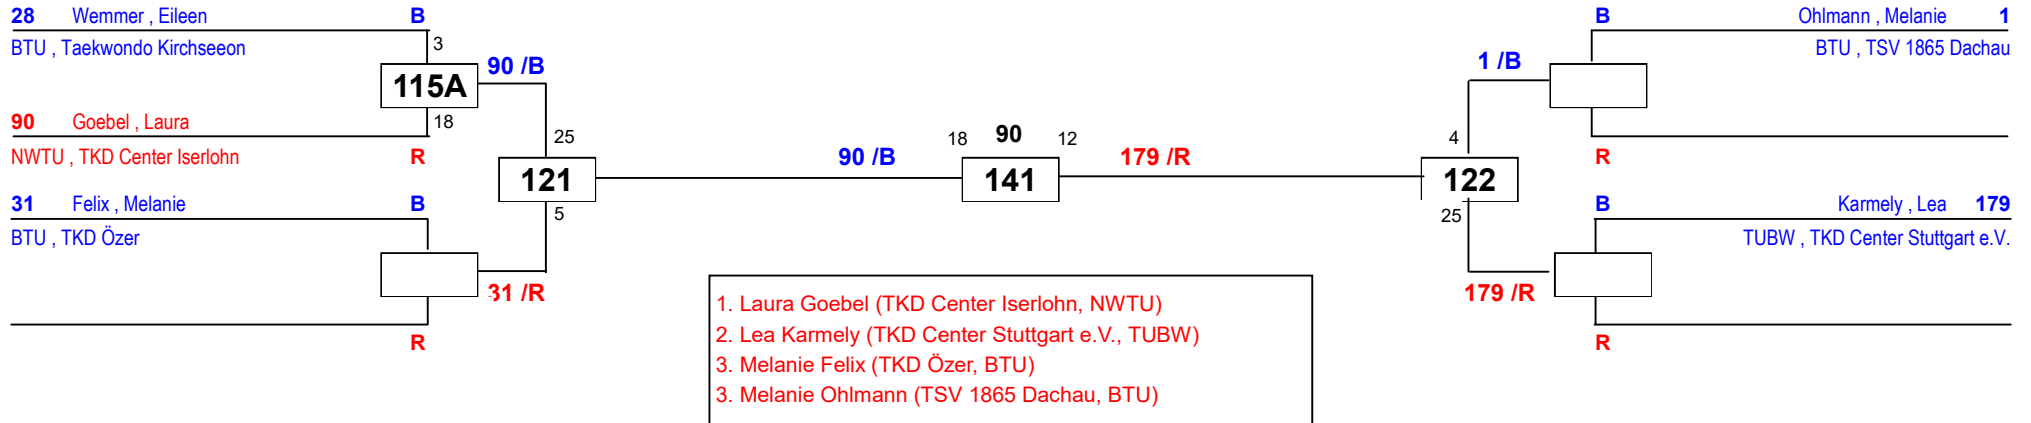 28 Wemmer , Eileen B
BTU , Taekwondo Kirchseeon
3
115A
90 /B
90 Goebel , Laura
18
NWTU , TKD Center Iserlohn R
25
121
5
31 Felix , Melanie B
BTU , TKD Özer
31 /R
R
90 /B
18 90 12
141
179 /R
B Ohlmann , Melanie 1
BTU , TSV 1865 Dachau
1 /B
4
R
122
25
B Karmely , Lea 179
TUBW , TKD Center Stuttgart e.V.
179 /R
R
1. Laura Goebel (TKD Center Iserlohn, NWTU)
2. Lea Karmely (TKD Center Stuttgart e.V., TUBW)
3. Melanie Felix (TKD Özer, BTU)
3. Melanie Ohlmann (TSV 1865 Dachau, BTU)